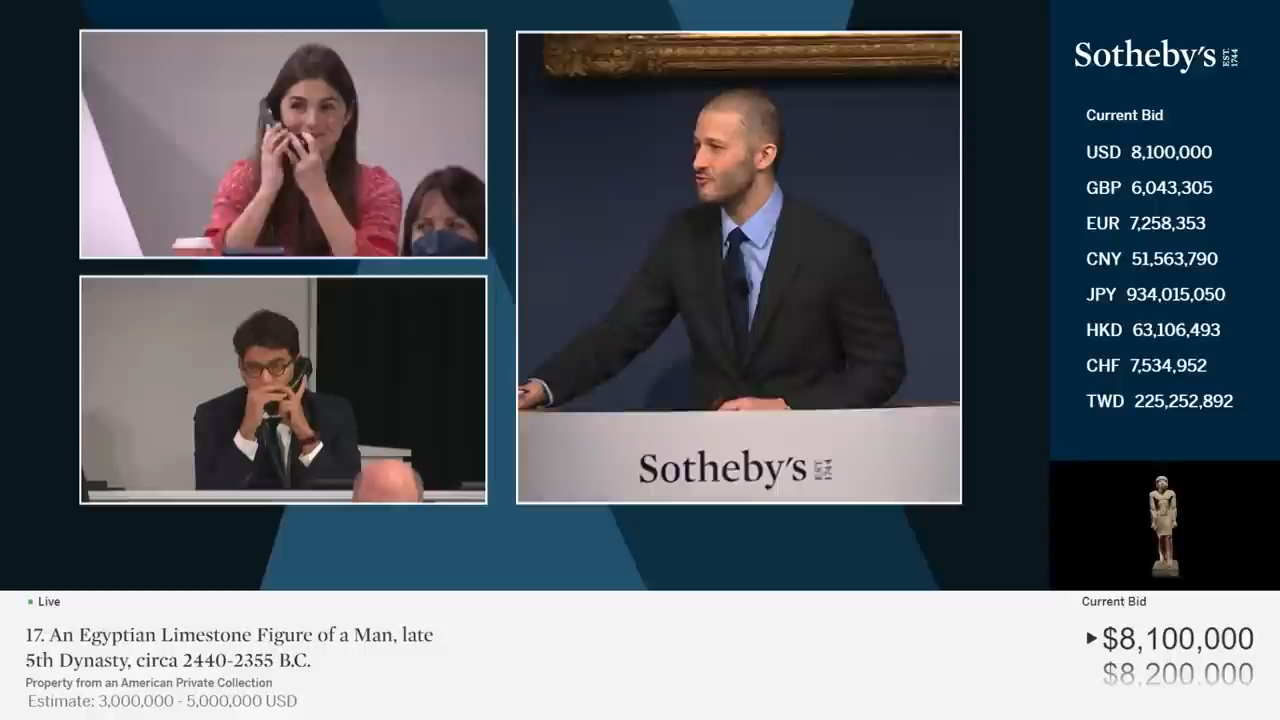 Sotheby's EST. 1744
Current Bid
USD 8,100,000
GBP 6,043,305
EUR 7,258,353
CNY 51,563,790
JPY 934,015,050
HKD 63,106,493
CHF 7,534,952
TWD 225,252,892
Sotheby's EST. 1744
Live
17. An Egyptian Limestone Figure of a Man, late
5th Dynasty, circa 2440-2355 B.C.
Property from an American Private Collection
Estimate: 3,000,000 - 5,000,000 USD
Current Bid
$8,100,000
$8,200,000